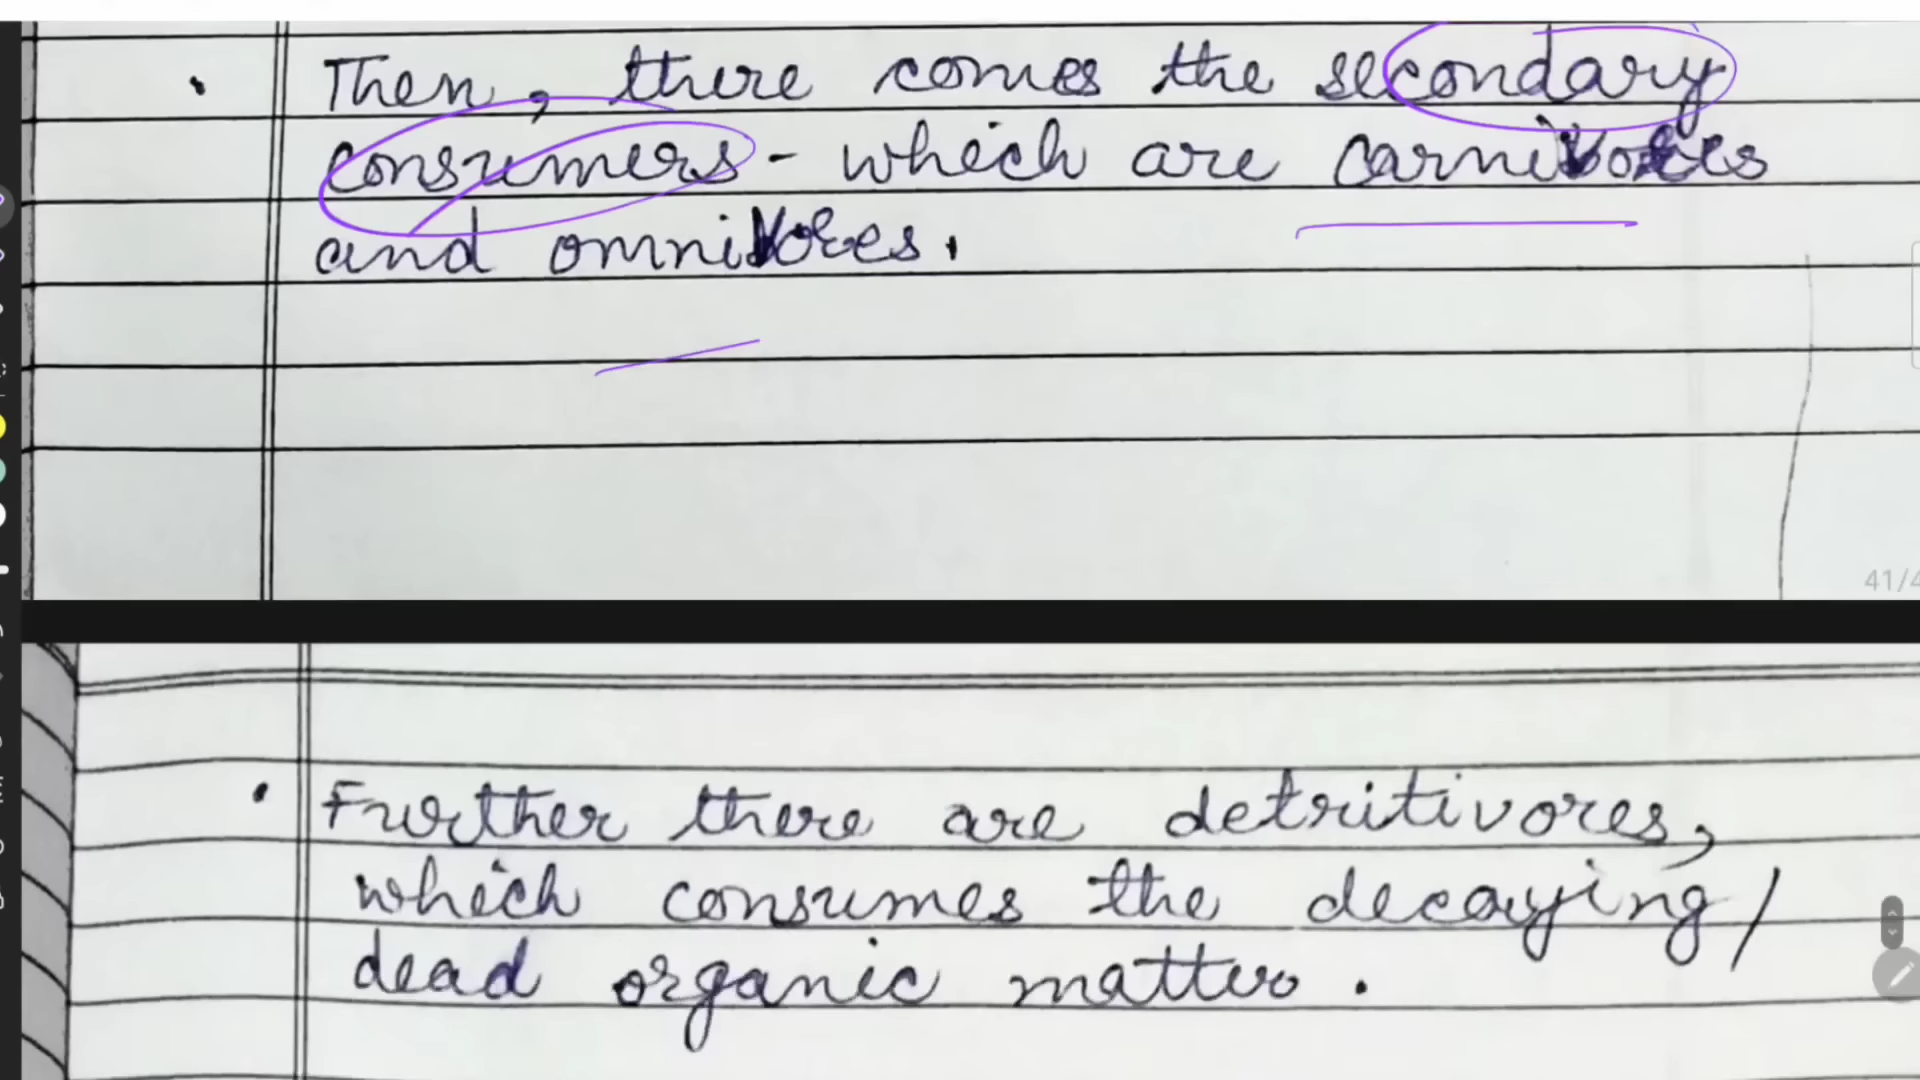 • Then, there comes the secondary
consumers - which are carnivores
and omnivores.
41/4
• Further there are detritivores,
which consumes the decaying/
dead organic matter.